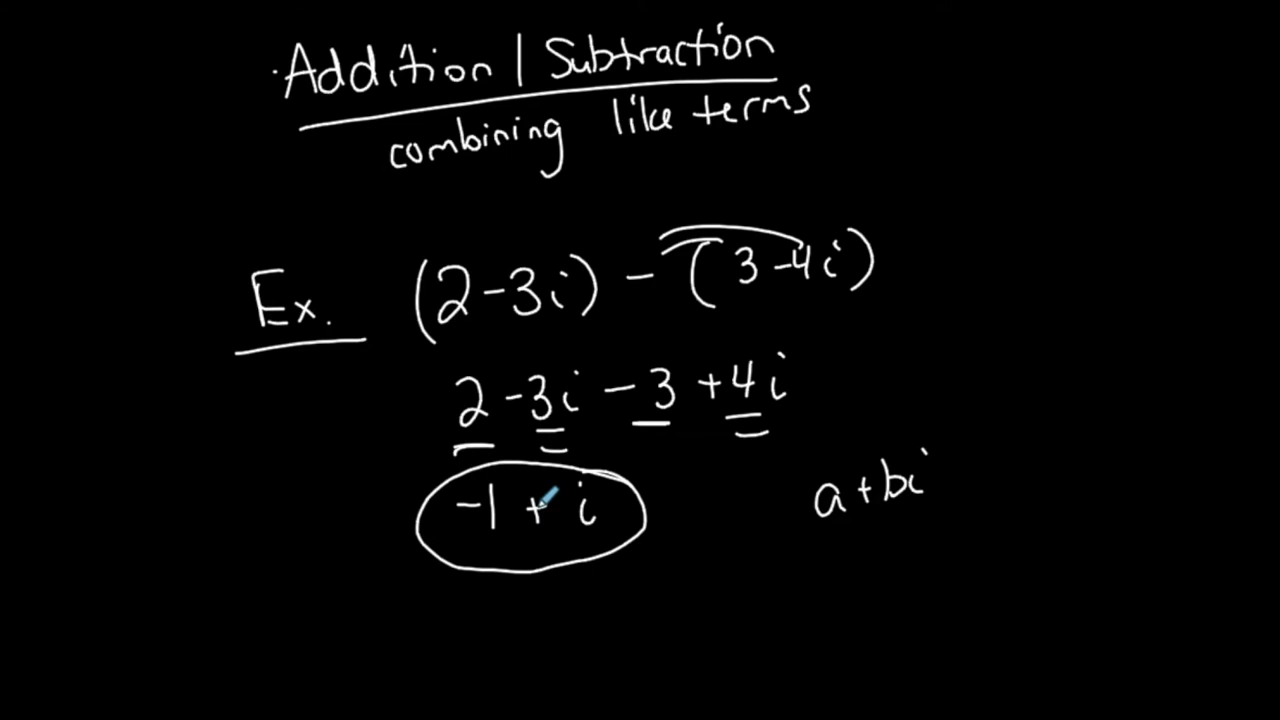 Addition | Subtraction
combining like terms
Ex. (2-3i) - (3-4i)
2 -3i - 3 + 4i
-1 + i
a+bi